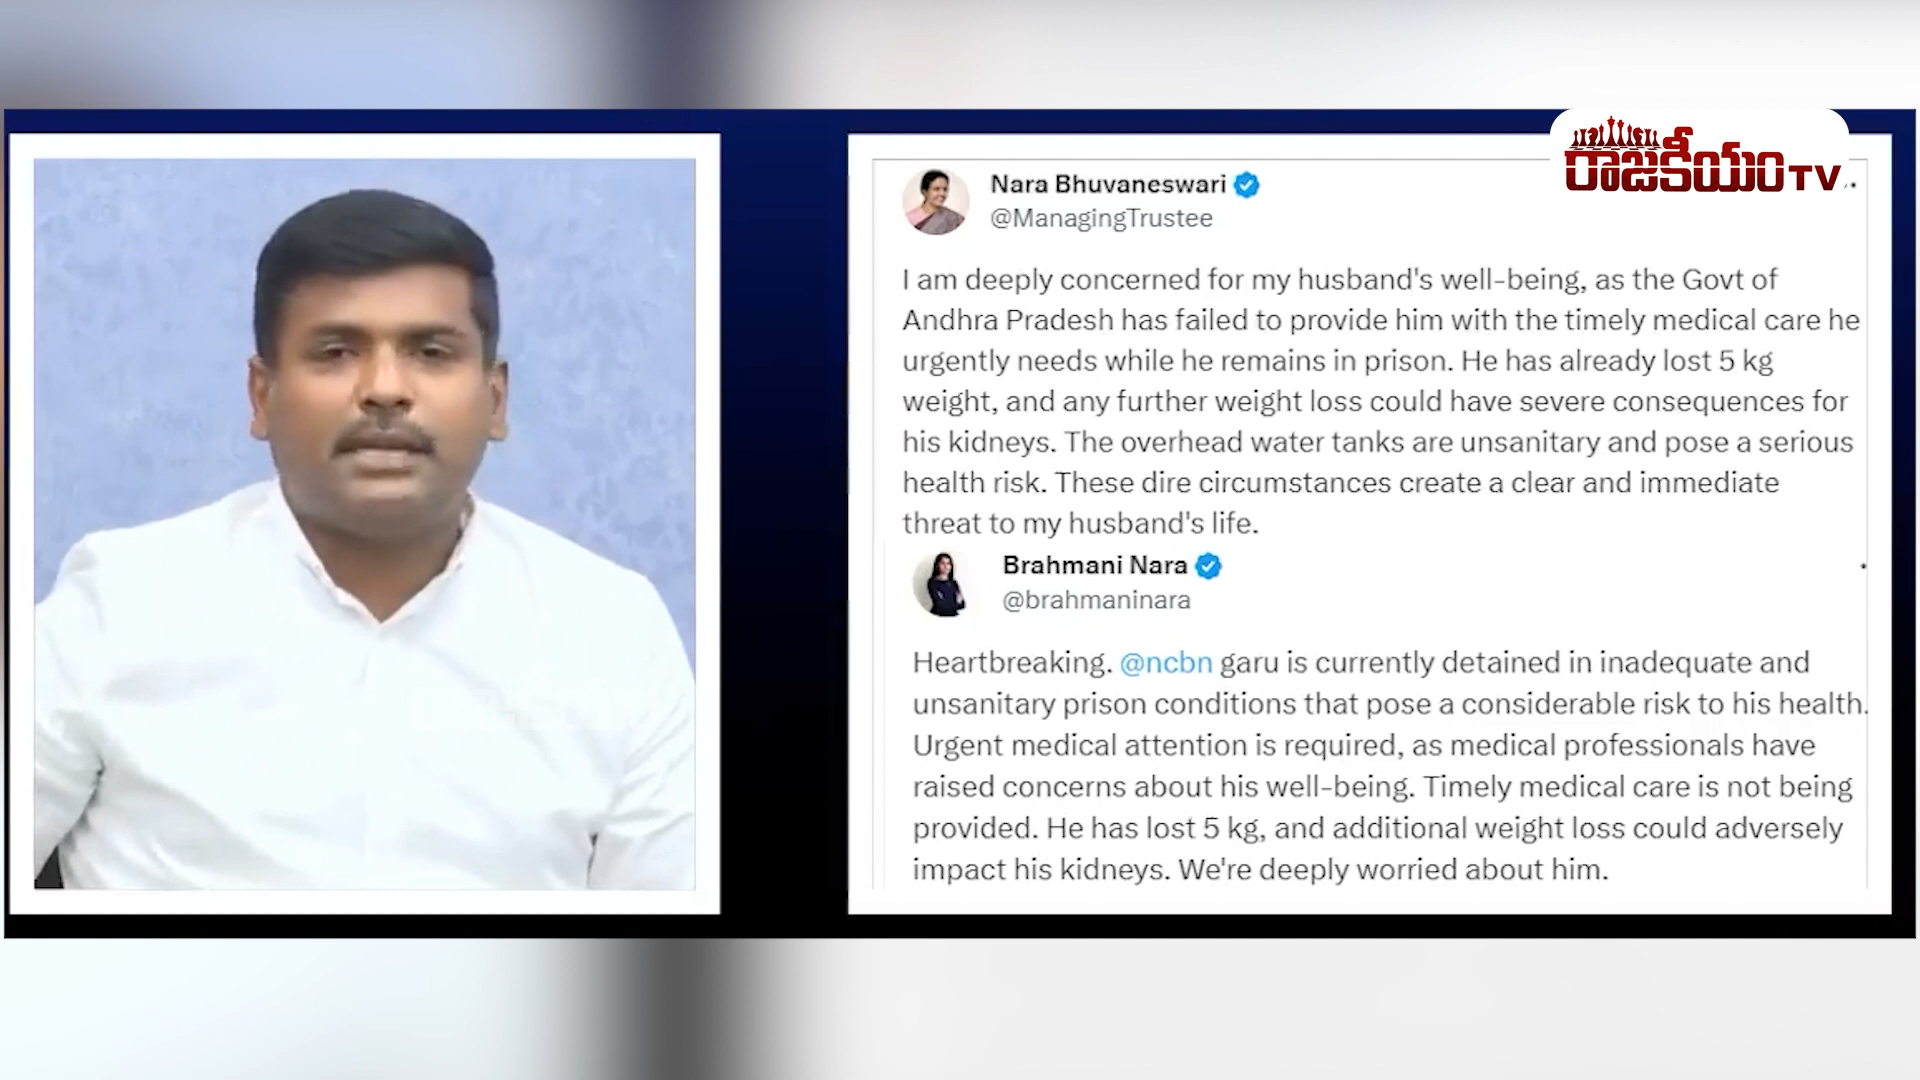 రాజకీయం TV
Nara Bhuvaneswari
@ManagingTrustee
I am deeply concerned for my husband's well-being, as the Govt of
Andhra Pradesh has failed to provide him with the timely medical care he
urgently needs while he remains in prison. He has already lost 5 kg
weight, and any further weight loss could have severe consequences for
his kidneys. The overhead water tanks are unsanitary and pose a serious
health risk. These dire circumstances create a clear and immediate
threat to my husband's life.
Brahmani Nara
@brahmaninara
Heartbreaking. @ncbn garu is currently detained in inadequate and
unsanitary prison conditions that pose a considerable risk to his health.
Urgent medical attention is required, as medical professionals have
raised concerns about his well-being. Timely medical care is not being
provided. He has lost 5 kg, and additional weight loss could adversely
impact his kidneys. We're deeply worried about him.